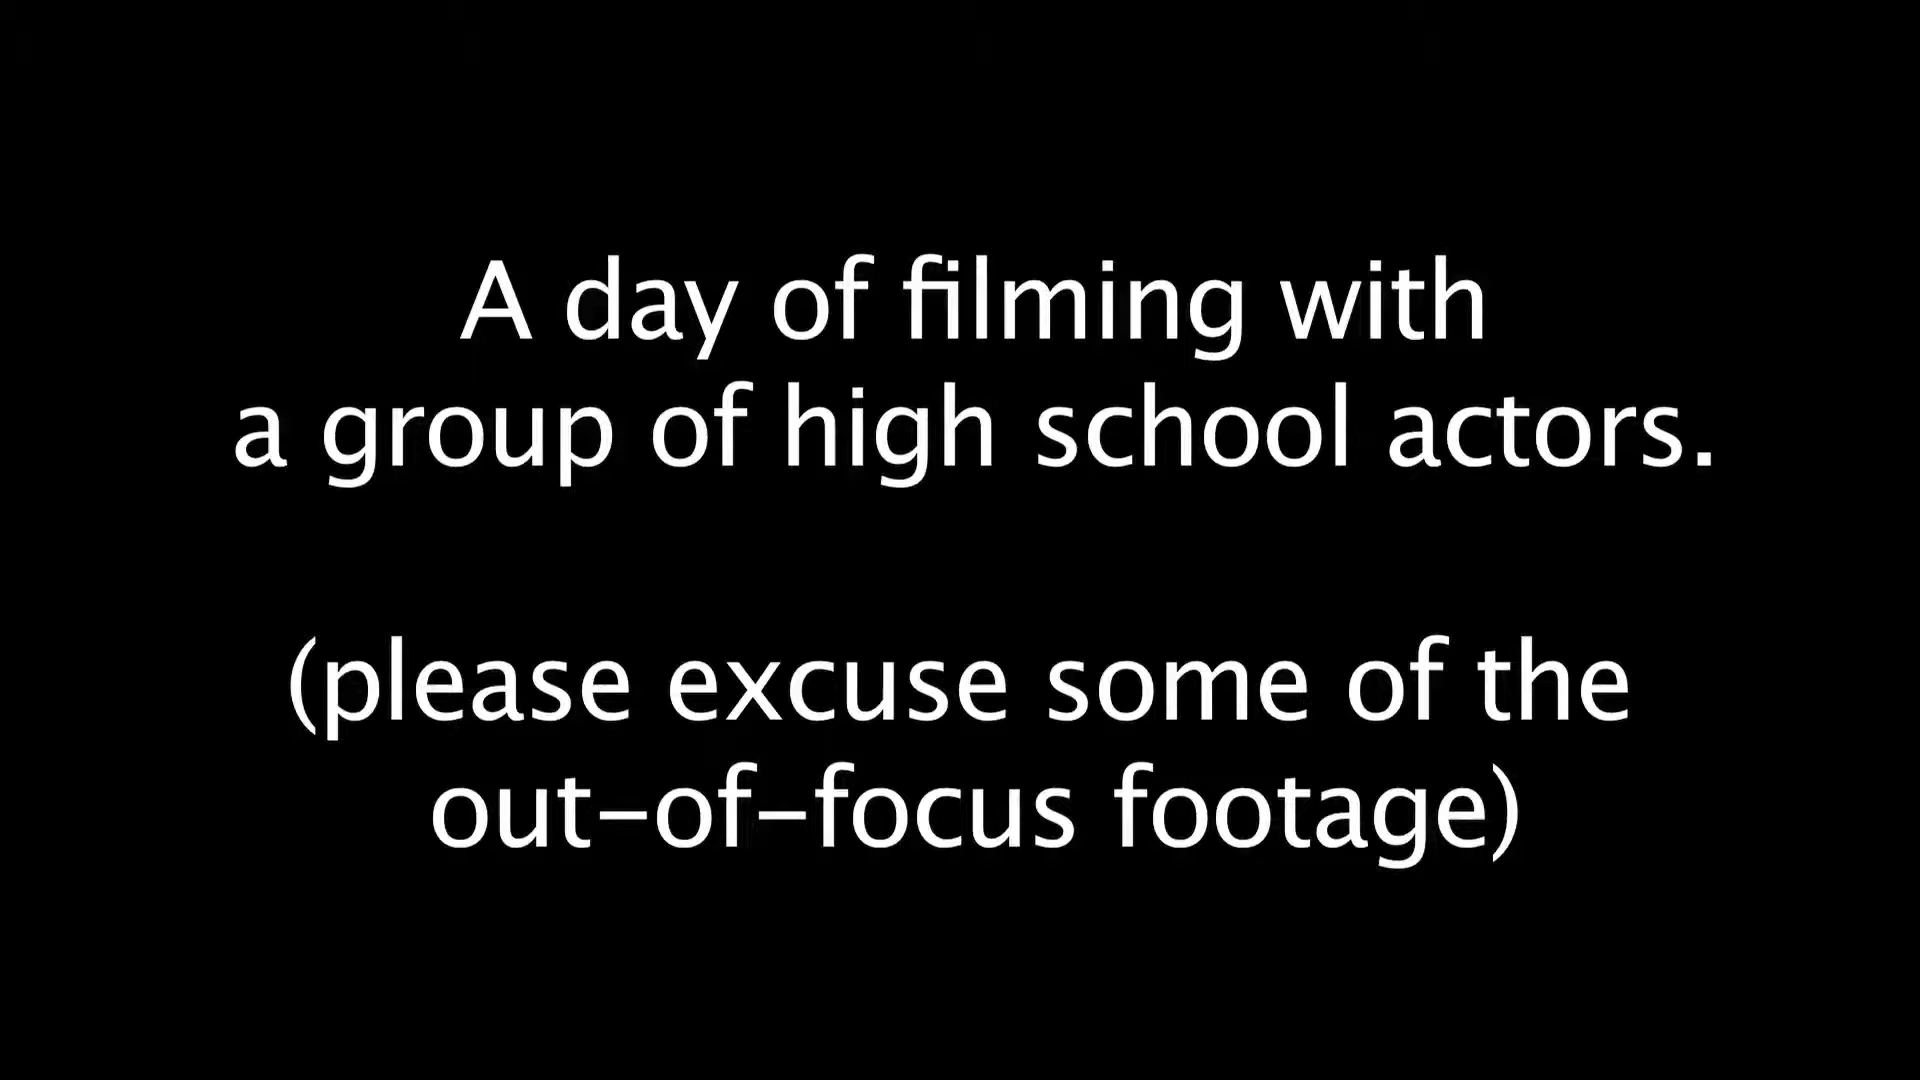 A day of filming with
a group of high school actors.
(please excuse some of the
out-of-focus footage)